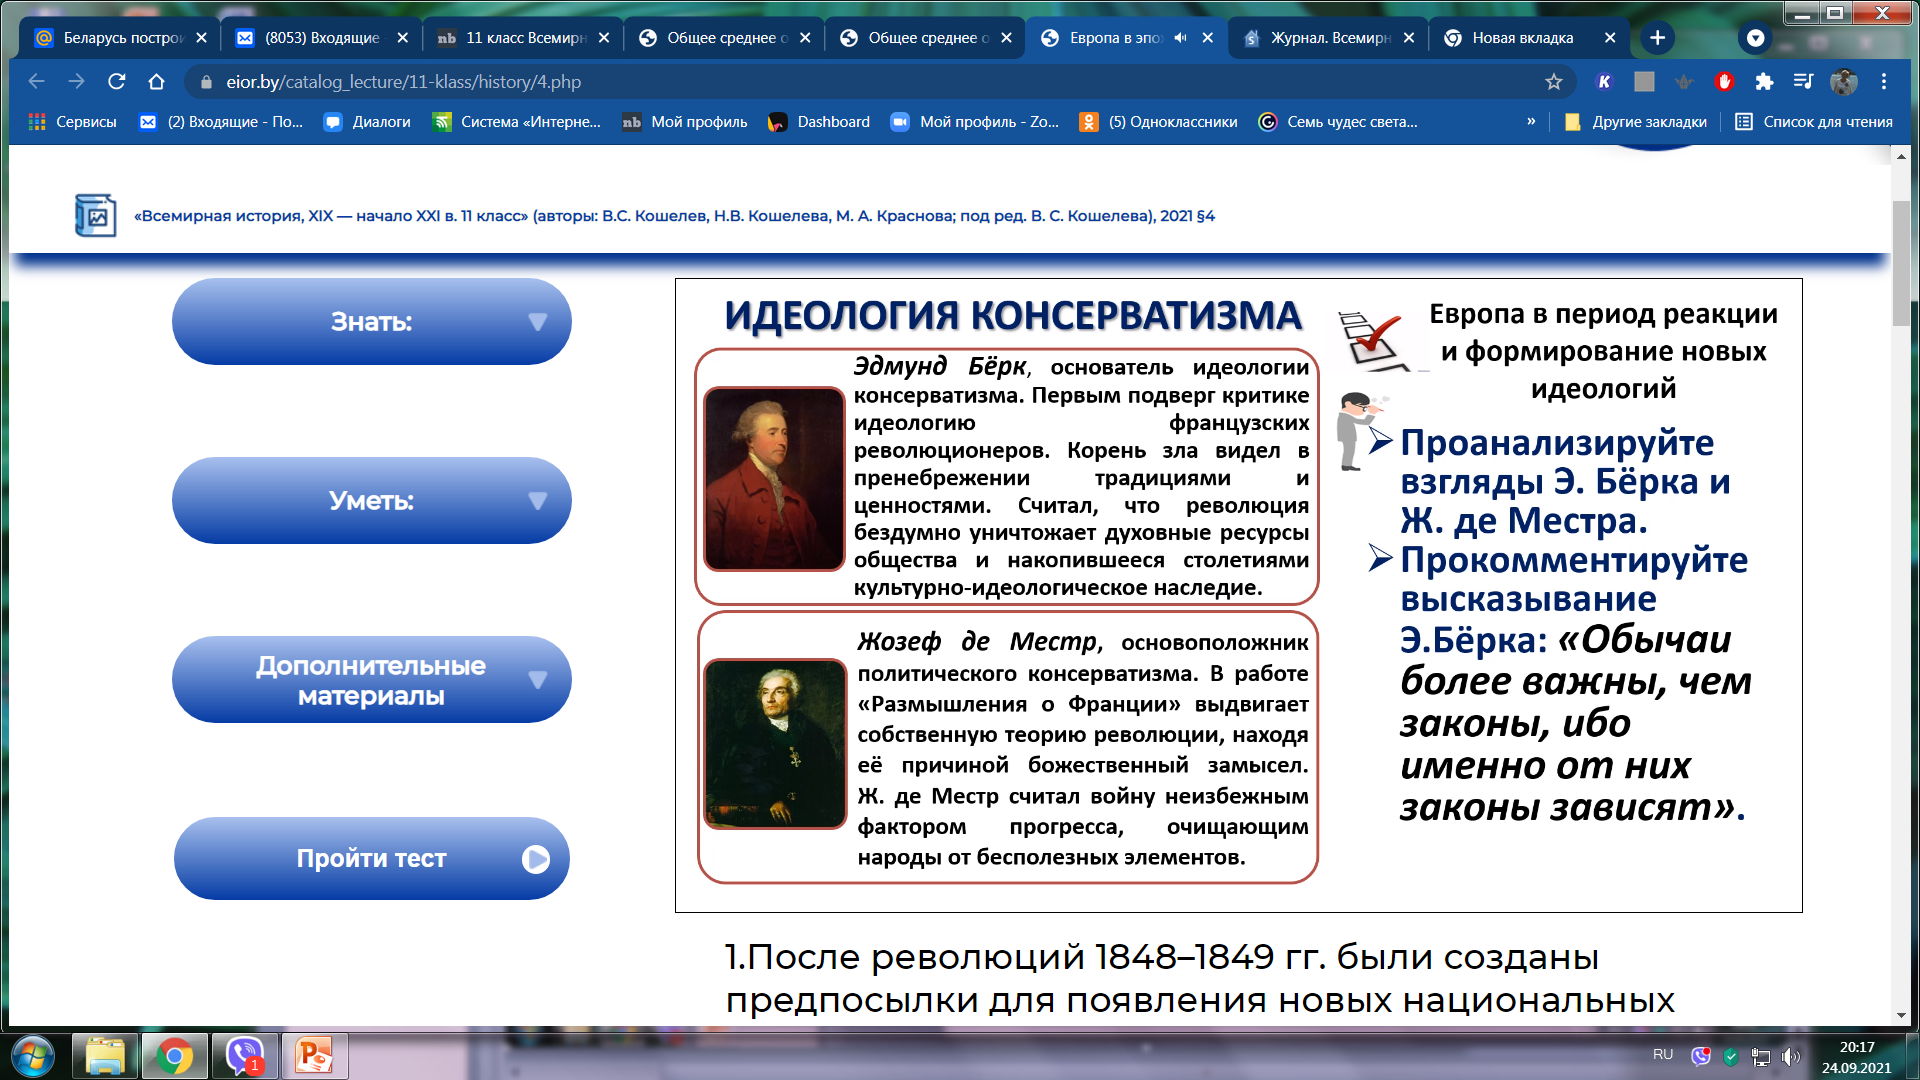 Беларусь построи
(8053) Входящие
11 класс Всемирн
Общее среднее о
Общее среднее о
Европа в эпох
Журнал. Всемирн
Новая вкладка
eior.by/catalog_lecture/11-klass/history/4.php
Сервисы
(2) Входящие - По...
Диалоги
Система «Интерне...
nb Мой профиль
Dashboard
Мой профиль - Zo...
(5) Одноклассники
Семь чудес света...
»
Другие закладки
Список для чтения
«Всемирная история, XIX — начало XXI в. 11 класс» (авторы: В.С. Кошелев, Н.В. Кошелева, М. А. Краснова; под ред. В. С. Кошелева), 2021 §4
Знать:
Уметь:
Дополнительные
материалы
Пройти тест
ИДЕОЛОГИЯ КОНСЕРВАТИЗМА
Эдмунд Бёрк, основатель идеологии
консерватизма. Первым подверг критике
идеологию французских
революционеров. Корень зла видел в
пренебрежении традициями и
ценностями. Считал, что революция
бездумно уничтожает духовные ресурсы
общества и накопившееся столетиями
культурно-идеологическое наследие.
Жозеф де Местр, основоположник
политического консерватизма. В работе
«Размышления о Франции» выдвигает
собственную теорию революции, находя
её причиной божественный замысел.
Ж. де Местр считал войну неизбежным
фактором прогресса, очищающим
народы от бесполезных элементов.
Европа в период реакции
и формирование новых
идеологий
Проанализируйте
взгляды Э. Бёрка и
Ж. де Местра.
Прокомментируйте
высказывание
Э.Бёрка: «Обычаи
более важны, чем
законы, ибо
именно от них
законы зависят».
1.После революций 1848–1849 гг. были созданы
предпосылки для появления новых национальных
1
RU
20:17
24.09.2021